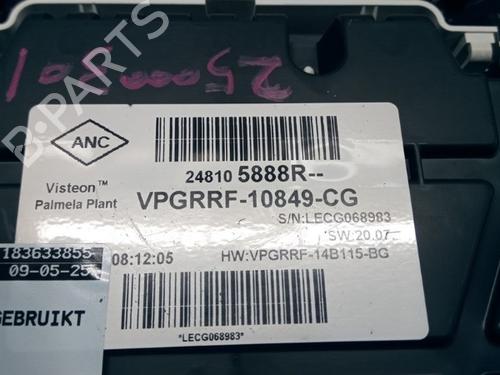 B-PARTS
ANC
24810 5888R--
Visteon™
Palmela Plant
VPGRRF-10849-CG
S/N:LECG068983
SW:20.07
183633855
09-05-25
08:12:05
HW:VPGRRF-14B115-BG
GEBRUIKT
*LECG068983*